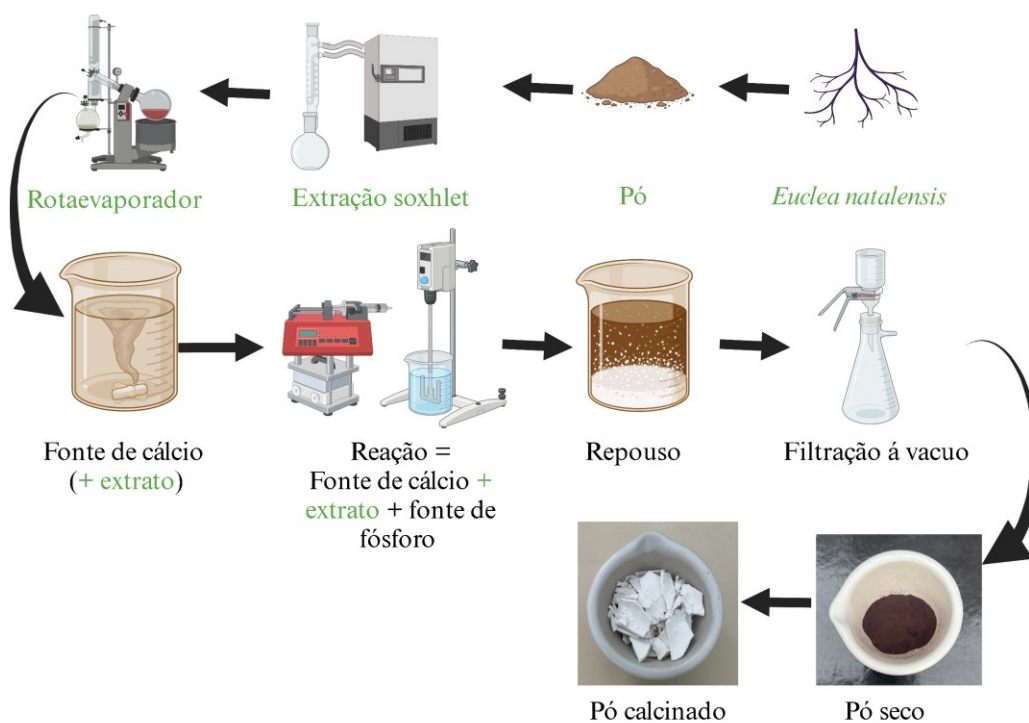 Rotaevaporador
Extração soxhlet
Pó
Euclea natalensis
Fonte de cálcio
(+ extrato)
Reação =
Fonte de cálcio +
extrato + fonte de
fósforo
Repouso
Filtração á vacuo
Pó calcinado
Pó seco